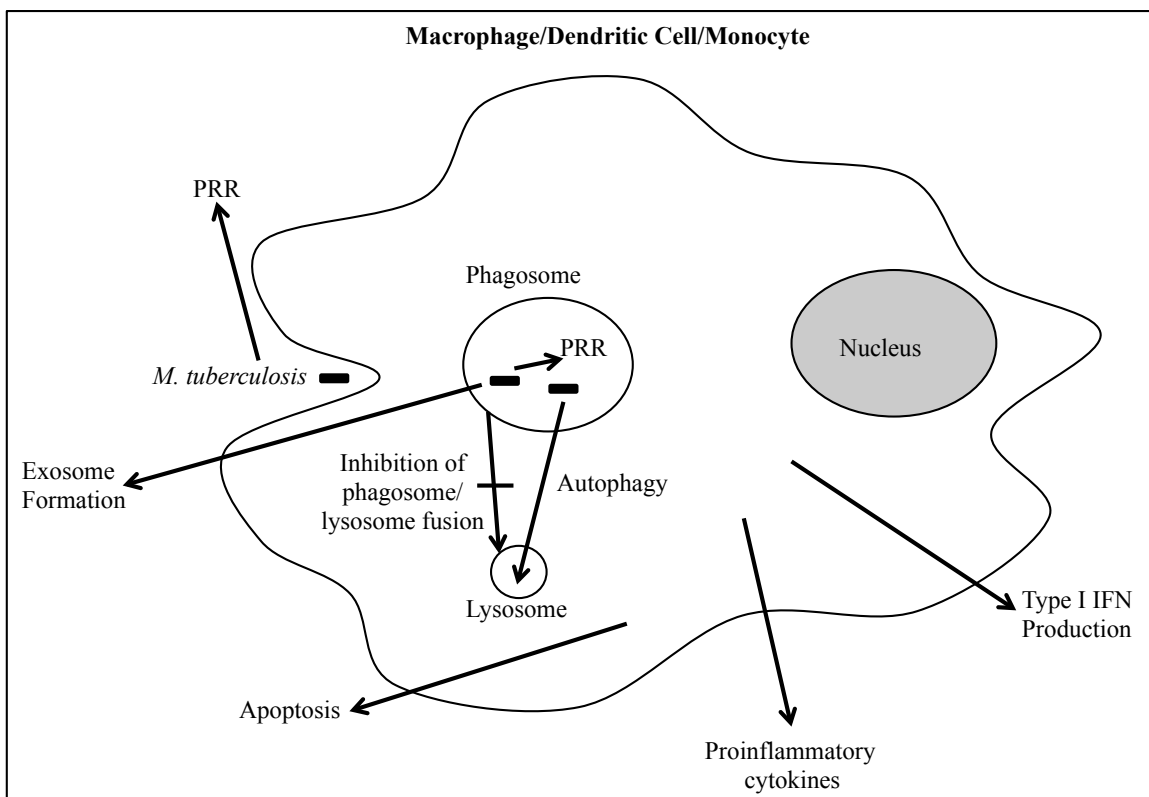 Macrophage/Dendritic Cell/Monocyte
PRR
Phagosome
PRR
Nucleus
M. tuberculosis
Exosome
Formation
Inhibition of
phagosome/
lysosome fusion
Autophagy
Lysosome
Type I IFN
Production
Apoptosis
Proinflammatory
cytokines